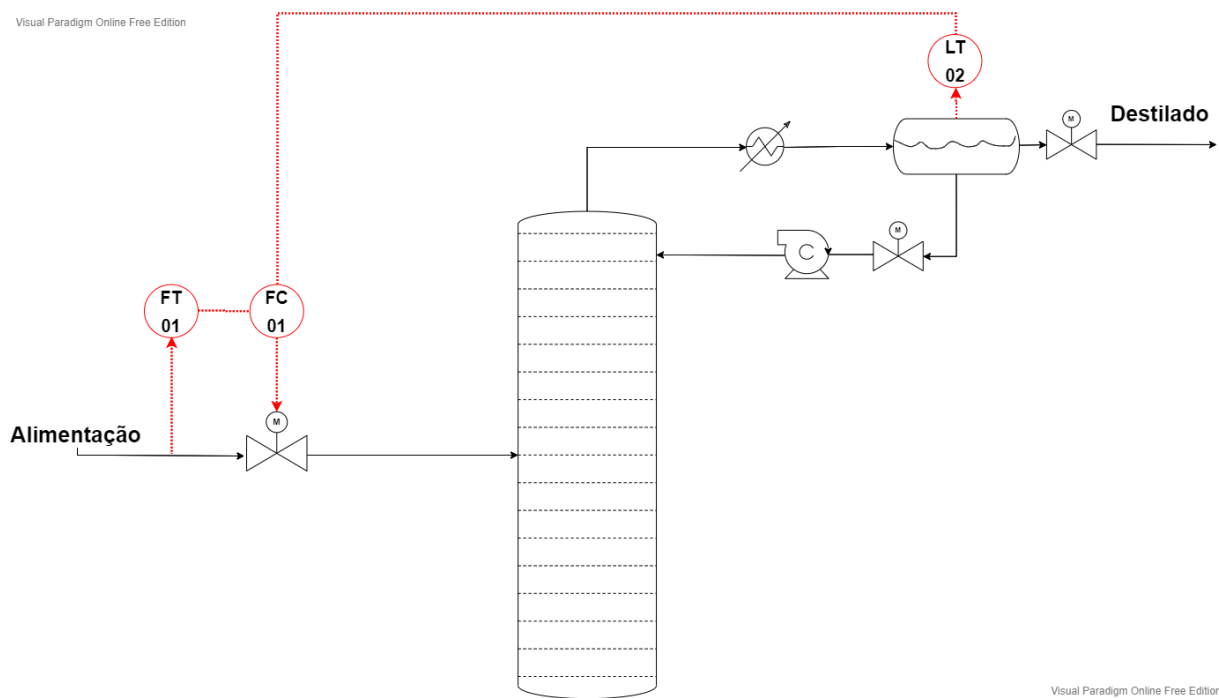 Visual Paradigm Online Free Edition
LT
02
M
Destilado
M
C
FT
01
FC
01
M
Alimentação
Visual Paradigm Online Free Edition